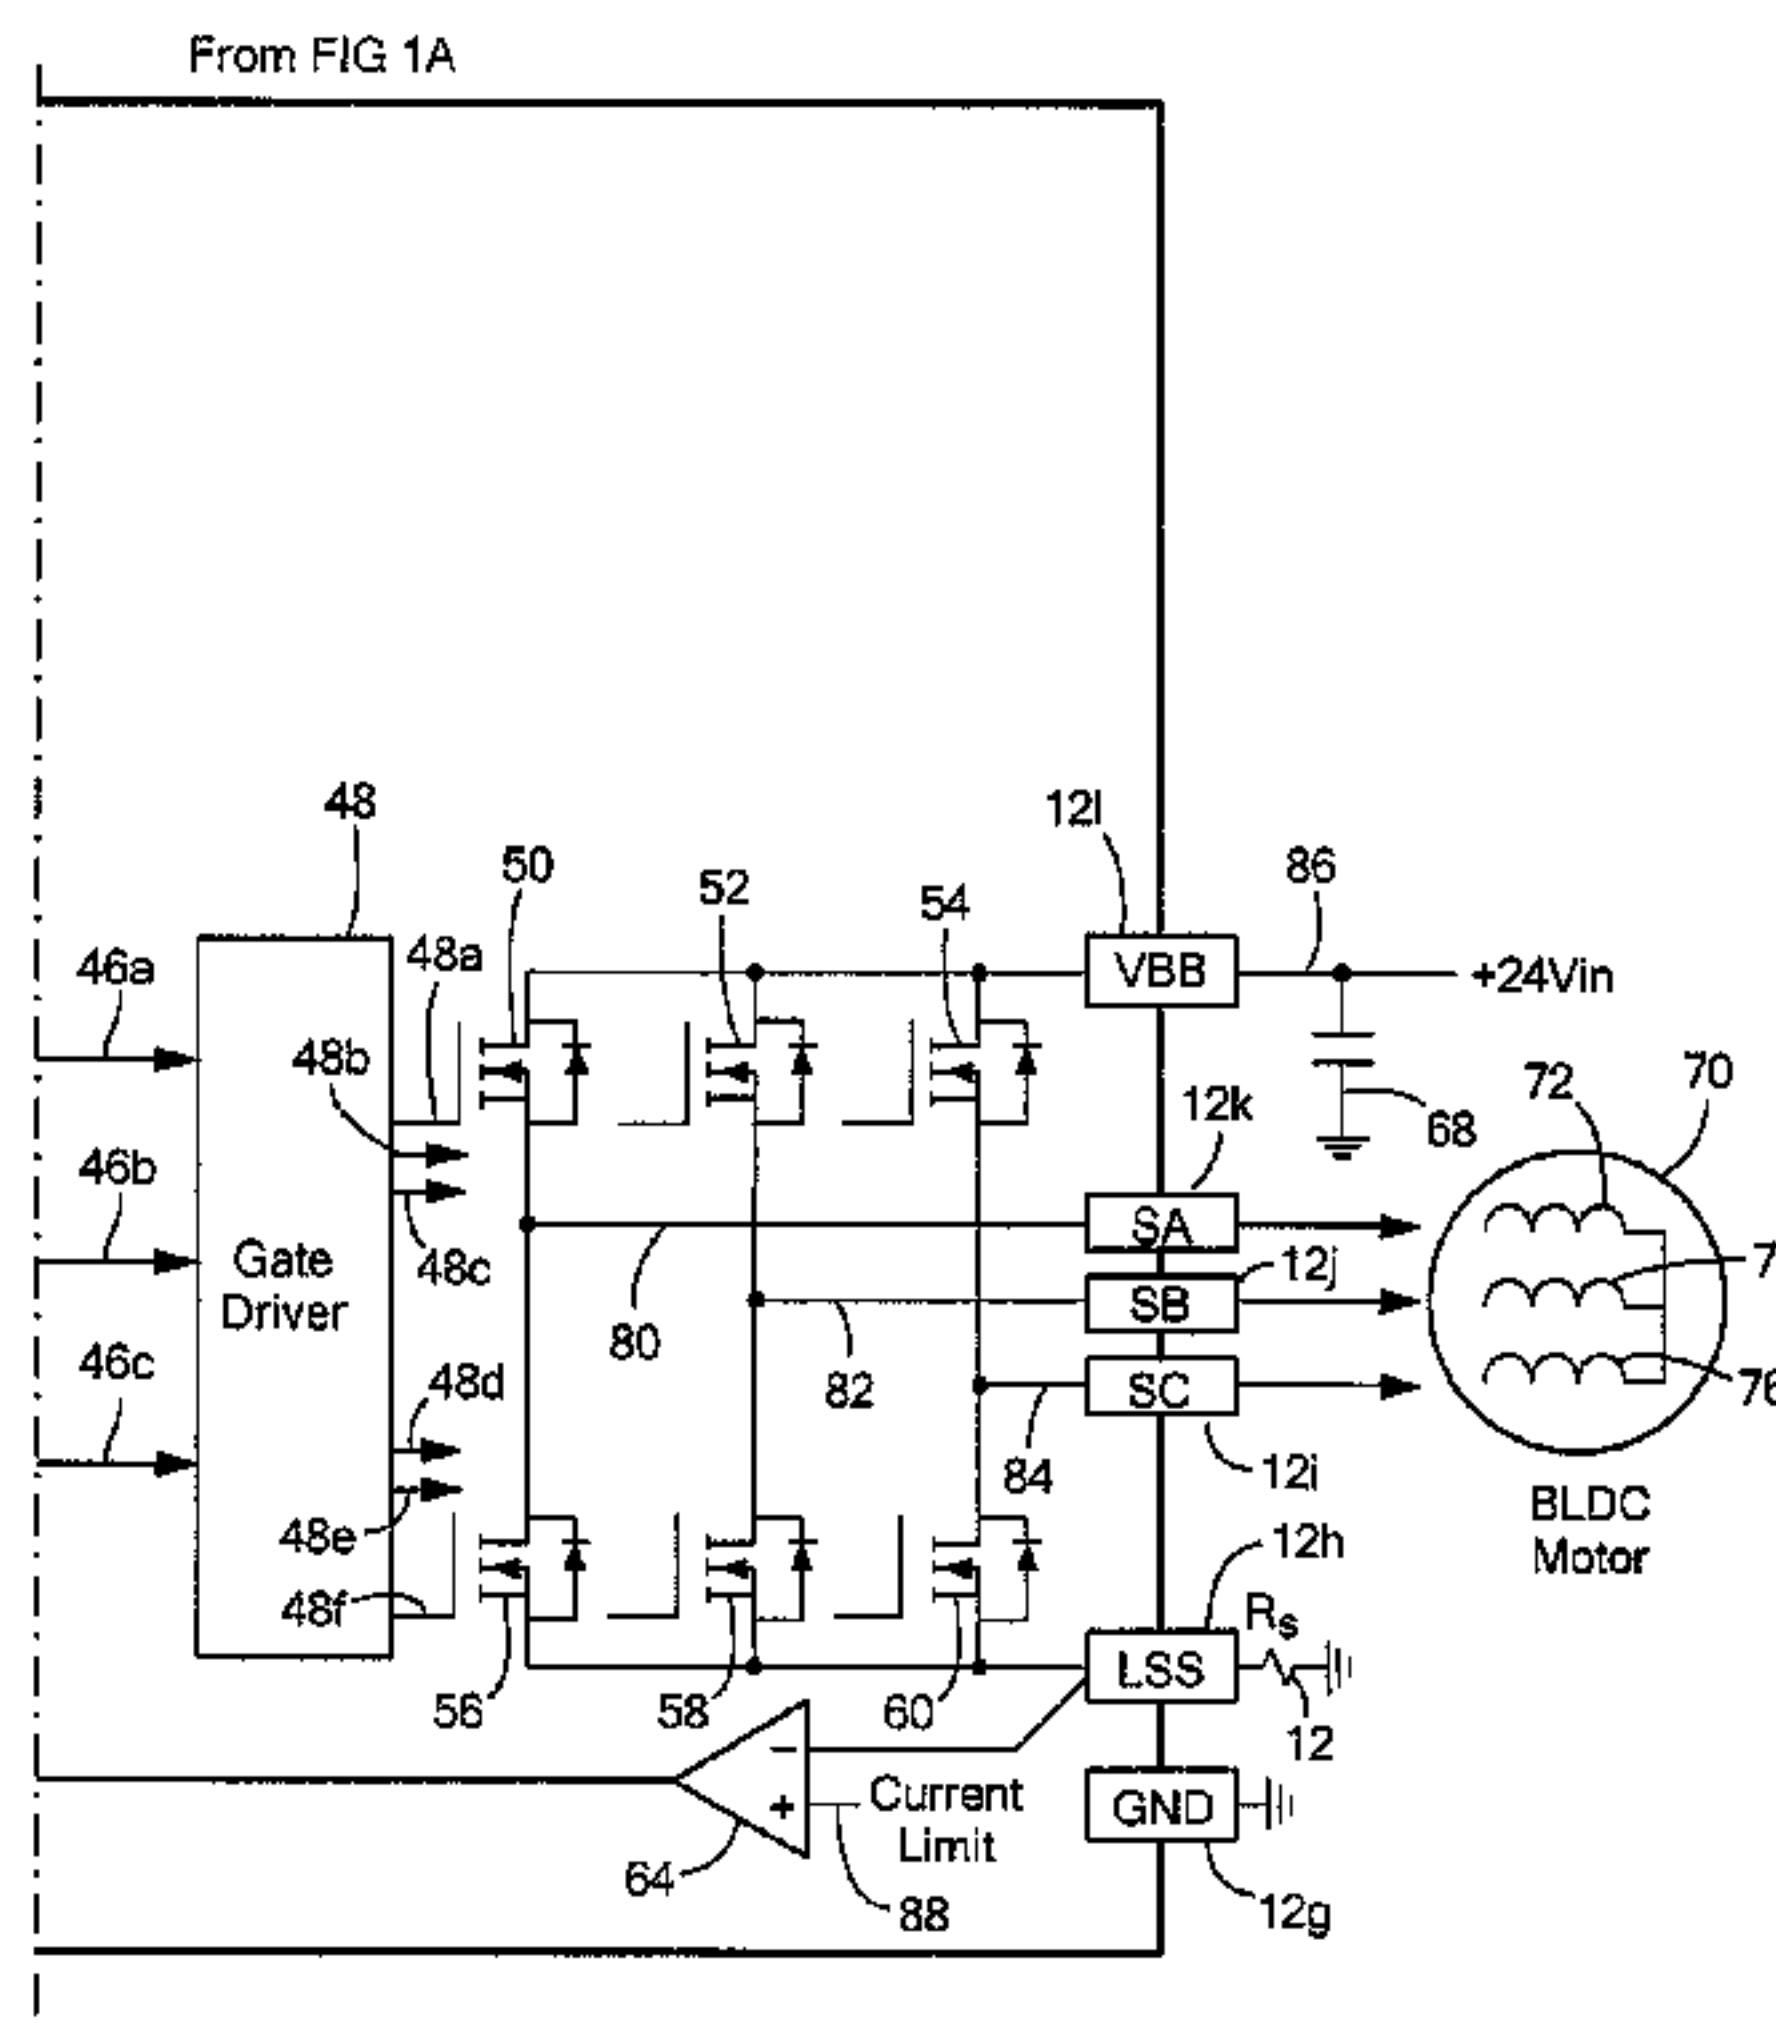 From FIG 1A
48
12l
50
52
54
86
46a
48a
VBB
+24Vin
48b
72
70
12k
68
46b
SA
48c
Gate
Driver
12j
SB
80
82
46c
48d
SC
76
84
12i
BLDC
Motor
48e
12h
48f
Rs
LSS
56
58
60
12
−
+
Current
Limit
GND
64
88
12g